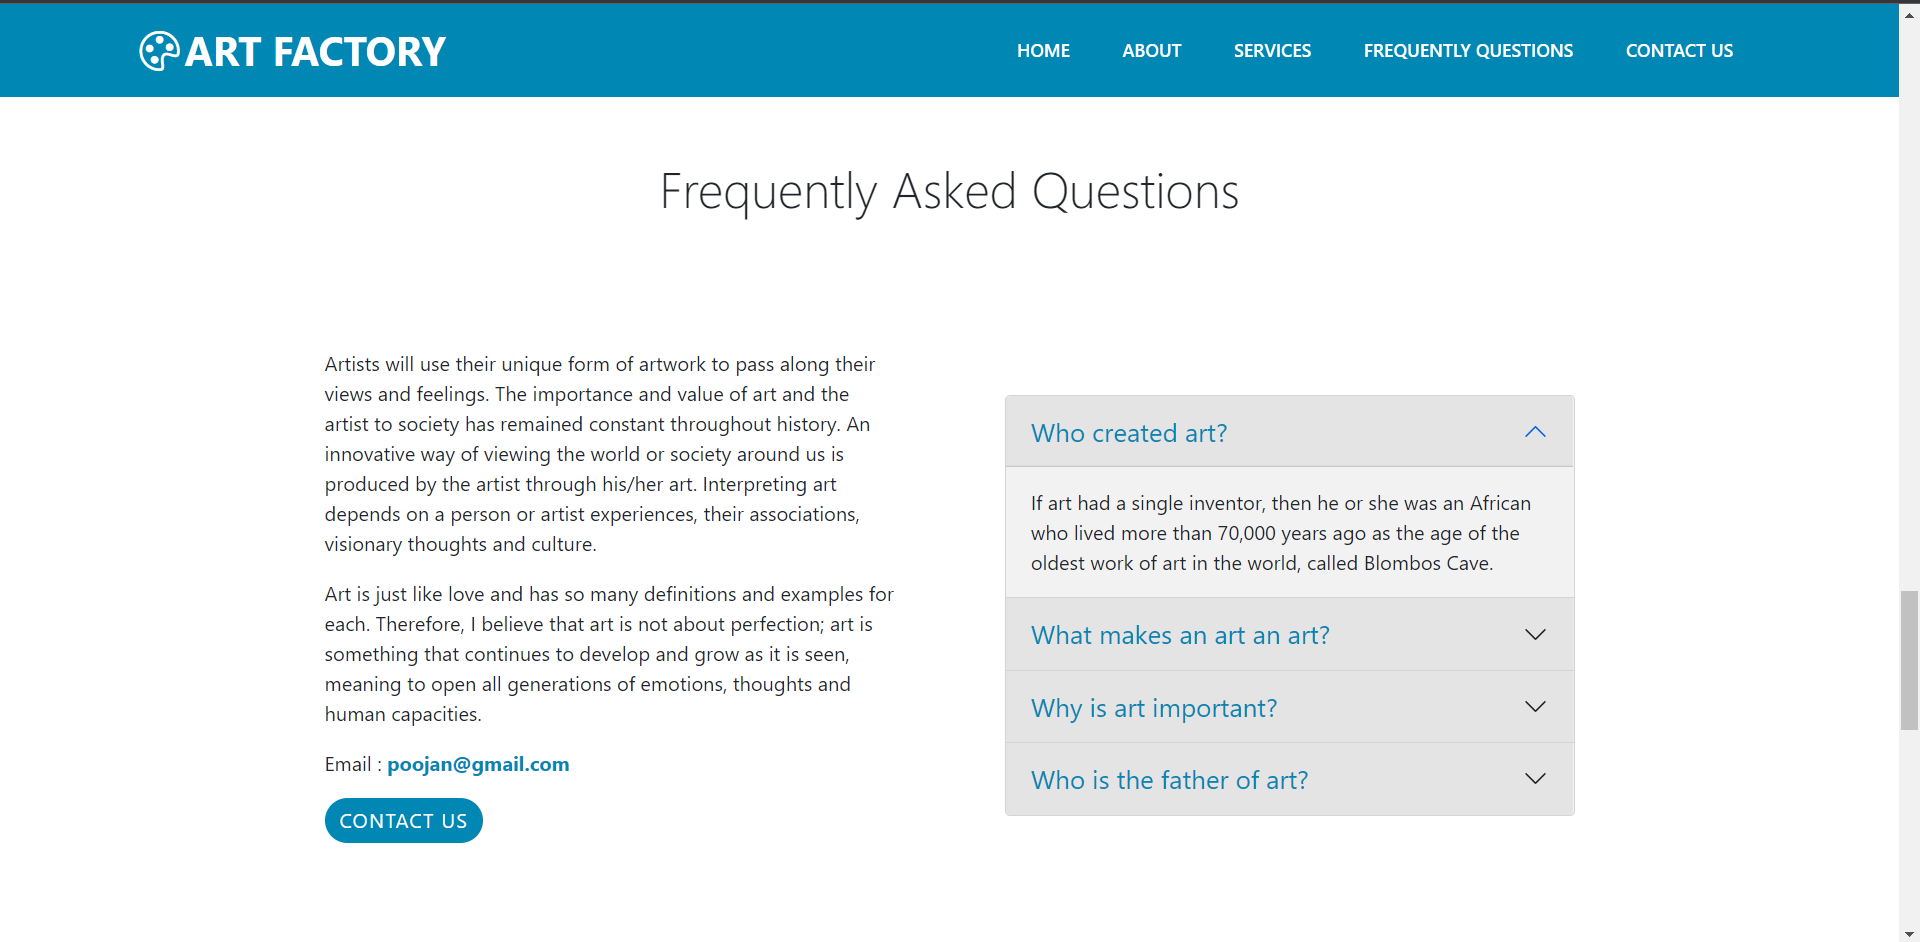 ART FACTORY
HOME ABOUT SERVICES FREQUENTLY QUESTIONS CONTACT US
Frequently Asked Questions
Artists will use their unique form of artwork to pass along their
views and feelings. The importance and value of art and the
artist to society has remained constant throughout history. An
innovative way of viewing the world or society around us is
produced by the artist through his/her art. Interpreting art
depends on a person or artist experiences, their associations,
visionary thoughts and culture.
Art is just like love and has so many definitions and examples for
each. Therefore, I believe that art is not about perfection; art is
something that continues to develop and grow as it is seen,
meaning to open all generations of emotions, thoughts and
human capacities.
Email : poojan@gmail.com
CONTACT US
Who created art?
If art had a single inventor, then he or she was an African
who lived more than 70,000 years ago as the age of the
oldest work of art in the world, called Blombos Cave.
What makes an art an art?
Why is art important?
Who is the father of art?